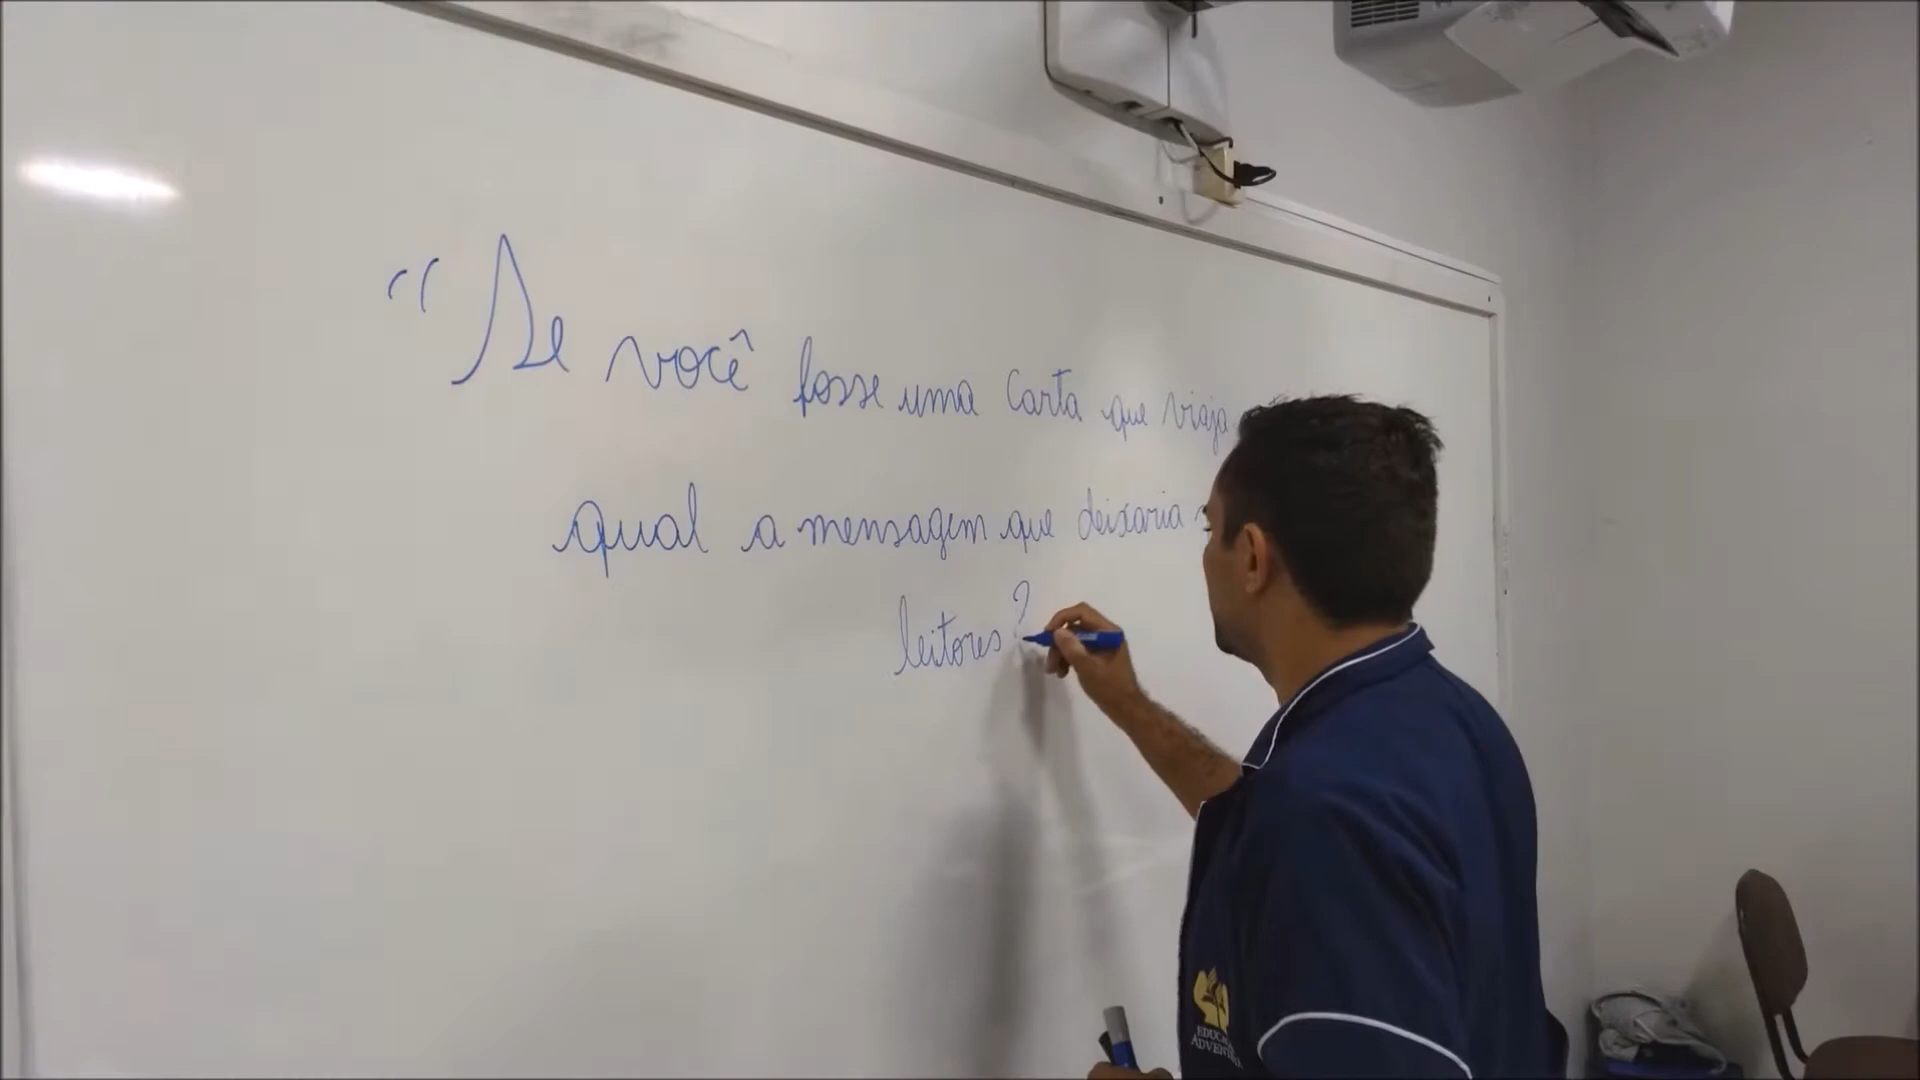 "Se você fosse uma carta que viaja
qual a mensagem que deixaria
leitores?